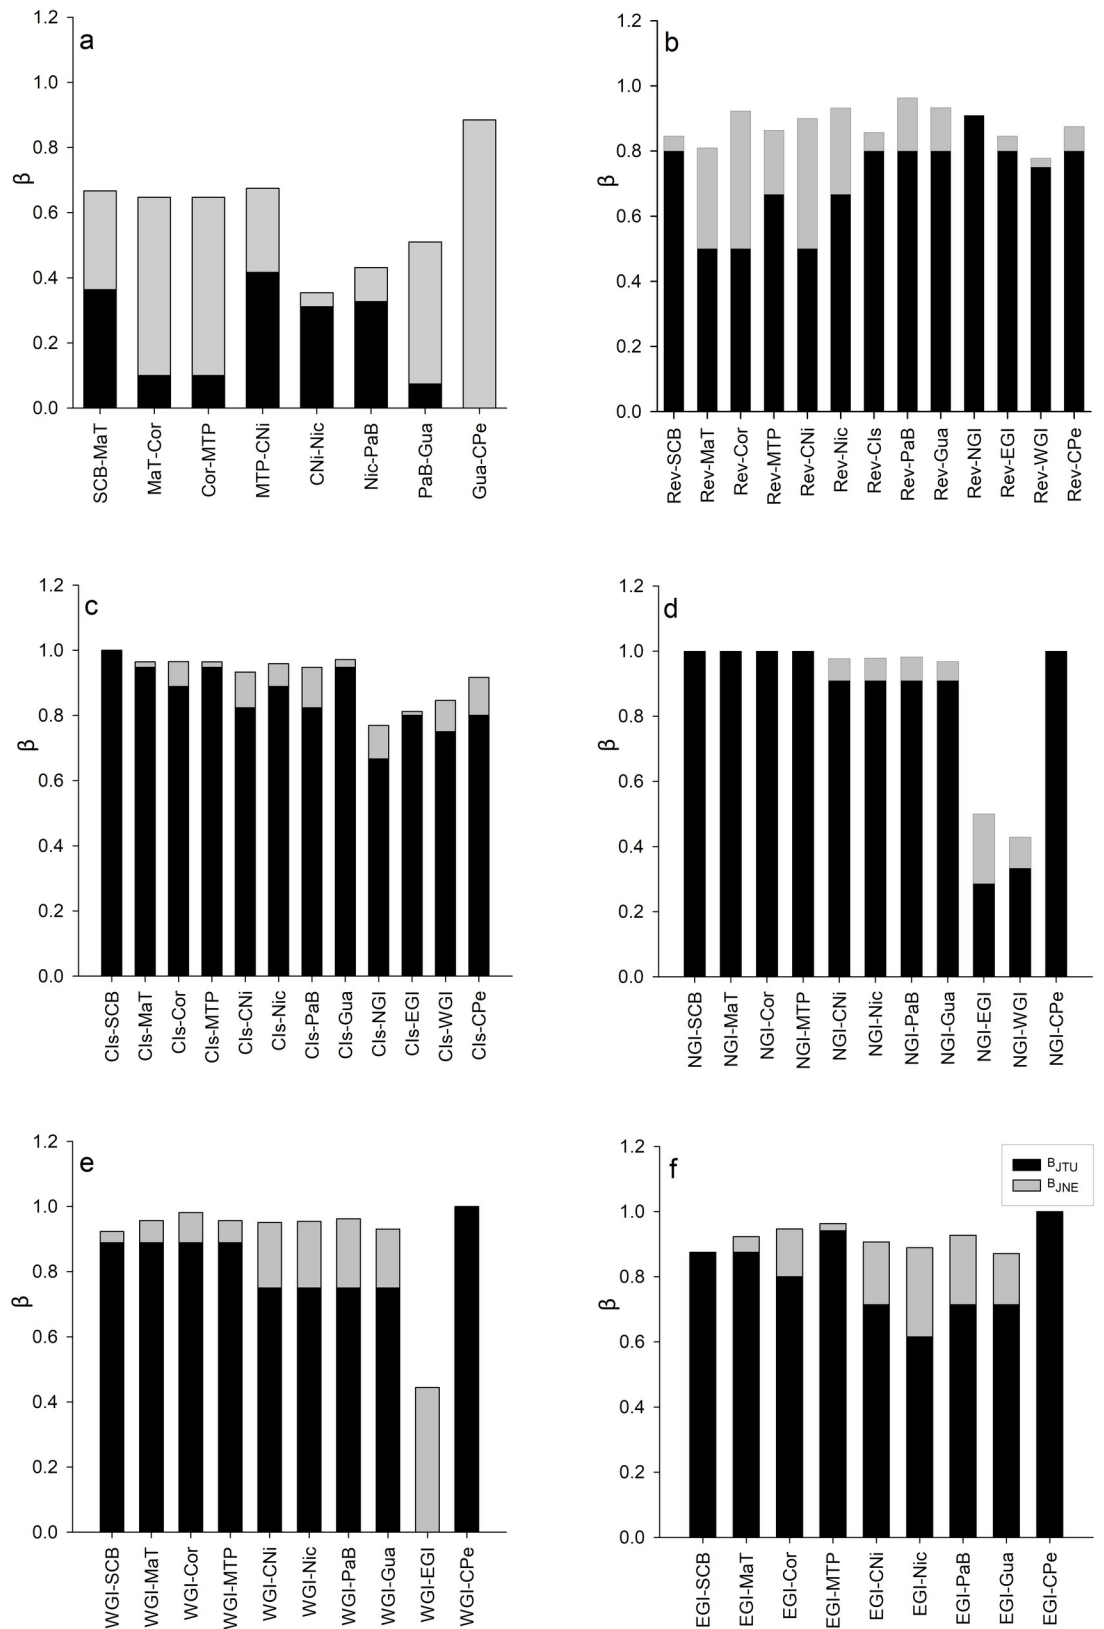 a
1.2
1.0
0.8
0.6
0.4
0.2
0.0
β
SCB-MaT
MaT-Cor
Cor-MTP
MTP-CNi
CNi-Nic
Nic-PaB
PaB-Gua
Gua-CPe
b
1.2
1.0
0.8
0.6
0.4
0.2
0.0
β
Rev-SCB
Rev-MaT
Rev-Cor
Rev-MTP
Rev-CNi
Rev-Nic
Rev-CIs
Rev-PaB
Rev-Gua
Rev-NGI
Rev-EGI
Rev-WGI
Rev-CPe
c
1.2
1.0
0.8
0.6
0.4
0.2
0.0
β
CIs-SCB
CIs-MaT
CIs-Cor
CIs-MTP
CIs-CNi
CIs-Nic
CIs-PaB
CIs-Gua
CIs-NGI
CIs-EGI
CIs-WGI
CIs-CPe
d
1.2
1.0
0.8
0.6
0.4
0.2
0.0
β
NGI-SCB
NGI-MaT
NGI-Cor
NGI-MTP
NGI-CNi
NGI-Nic
NGI-PaB
NGI-Gua
NGI-EGI
NGI-WGI
NGI-CPe
e
1.2
1.0
0.8
0.6
0.4
0.2
0.0
β
WGI-SCB
WGI-MaT
WGI-Cor
WGI-MTP
WGI-CNi
WGI-Nic
WGI-PaB
WGI-Gua
WGI-EGI
WGI-CPe
f
BJTU
BJNE
1.2
1.0
0.8
0.6
0.4
0.2
0.0
β
EGI-SCB
EGI-MaT
EGI-Cor
EGI-MTP
EGI-CNi
EGI-Nic
EGI-PaB
EGI-Gua
EGI-CPe